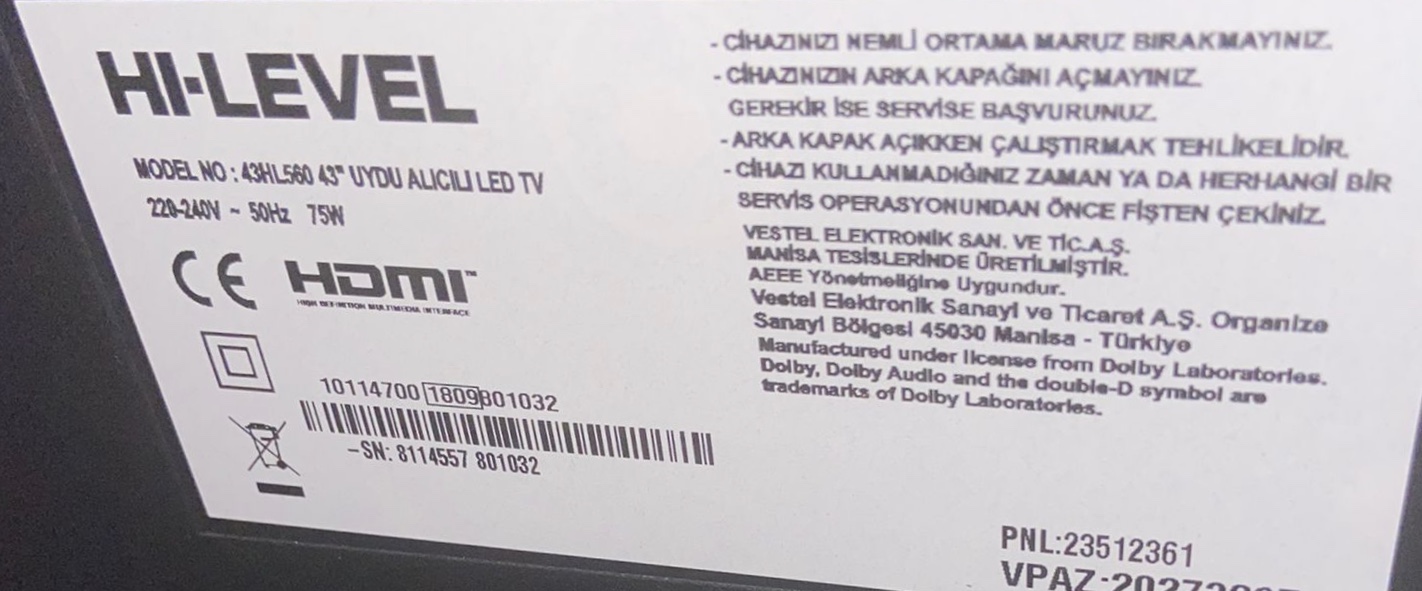 HI-LEVEL
MODEL NO : 43HL560 43" UYDU ALICILI LED TV
220-240V ~ 50Hz 75W
CE HDMI™
HIGH DEFINITION MULTIMEDIA INTERFACE
10114700 1809B01032
-SN: 8114557 801032
- CİHAZINIZI NEMLİ ORTAMA MARUZ BIRAKMAYINIZ.
- CİHAZINIZIN ARKA KAPAĞINI AÇMAYINIZ.
GEREKİR İSE SERVİSE BAŞVURUNUZ.
- ARKA KAPAK AÇIKKEN ÇALIŞTIRMAK TEHLİKELİDİR.
- CİHAZI KULLANMADIĞINIZ ZAMAN YA DA HERHANGİ BİR
SERVİS OPERASYONUNDAN ÖNCE FİŞTEN ÇEKİNİZ.
VESTEL ELEKTRONİK SAN. VE TİC.A.Ş.
MANİSA TESİSLERİNDE ÜRETİLMİŞTİR.
AEEE Yönetmeliğine Uygundur.
Vestel Elektronik Sanayi ve Ticaret A.Ş. Organize
Sanayi Bölgesi 45030 Manisa - Türkiye
Manufactured under license from Dolby Laboratories.
Dolby, Dolby Audio and the double-D symbol are
trademarks of Dolby Laboratories.
PNL:23512361